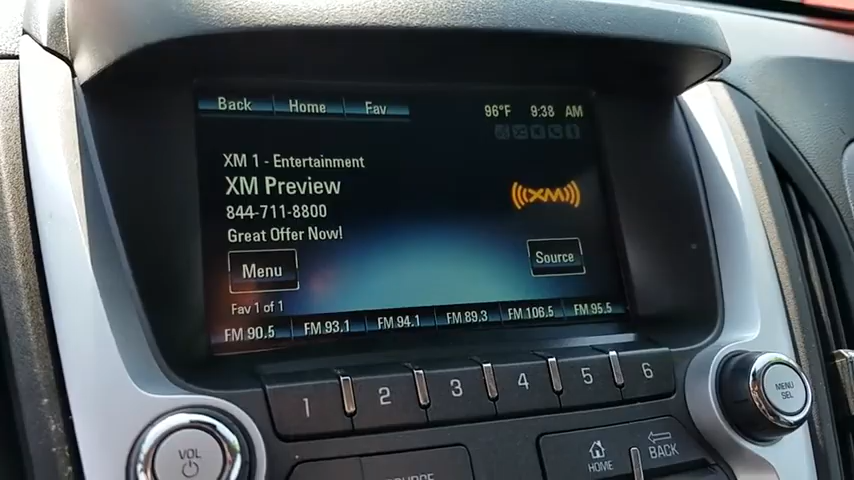 Back Home Fav 96°F 9:38 AM
XM 1 - Entertainment
XM Preview
844-711-8800
Great Offer Now!
XM
Menu Source
Fav 1 of 1
FM 90.5 FM 93.1 FM 94.1 FM 89.3 FM 106.5 FM 95.5
1 2 3 4 5 6
MENU
SEL
VOL
HOME BACK